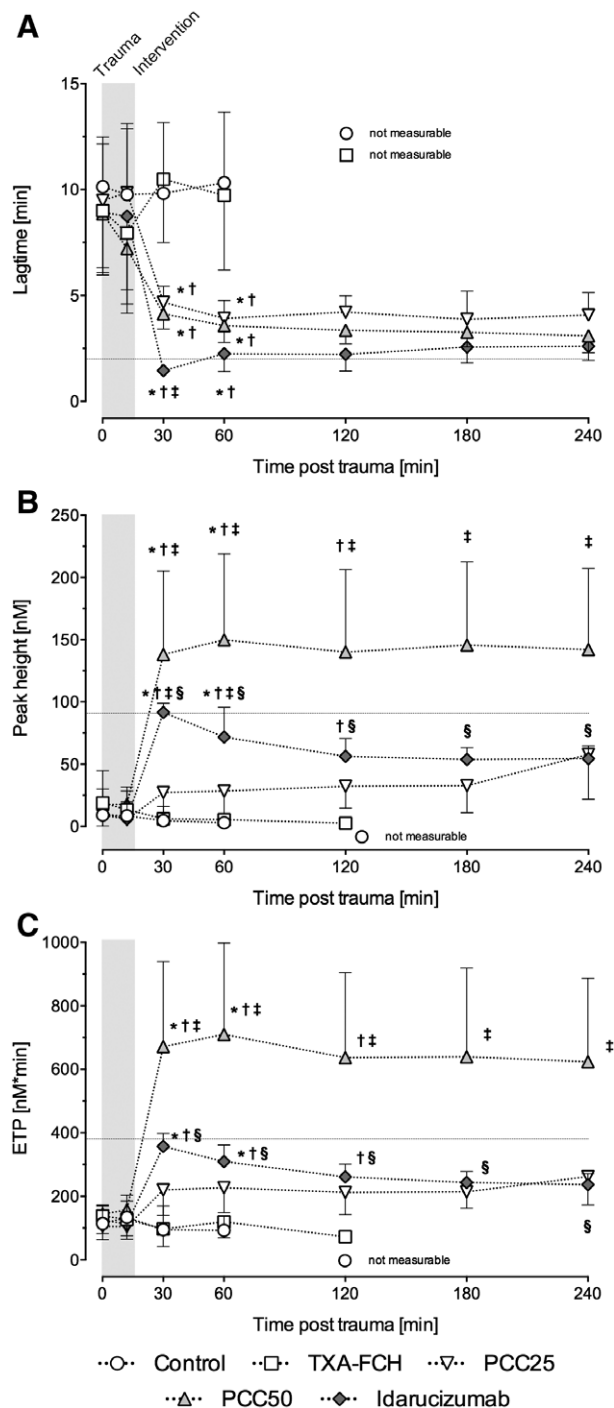 A
Trauma
Intervention
15
10
5
0
Lagtime [min]
not measurable
not measurable
* †
* †
* †
* †
* † ‡
* †
0 30 60 120 180 240
Time post trauma [min]
B
250
200
150
100
50
0
Peak height [nM]
* † ‡
* † ‡
† ‡
‡
‡
* † ‡ §
* † ‡ §
† §
§
§
not measurable
0 30 60 120 180 240
Time post trauma [min]
C
1000
800
600
400
200
0
ETP [nM*min]
* † ‡
* † ‡
† ‡
‡
‡
* † §
* † §
† §
§
§
not measurable
0 30 60 120 180 240
Time post trauma [min]
Control TXA-FCH PCC25
PCC50 Idarucizumab